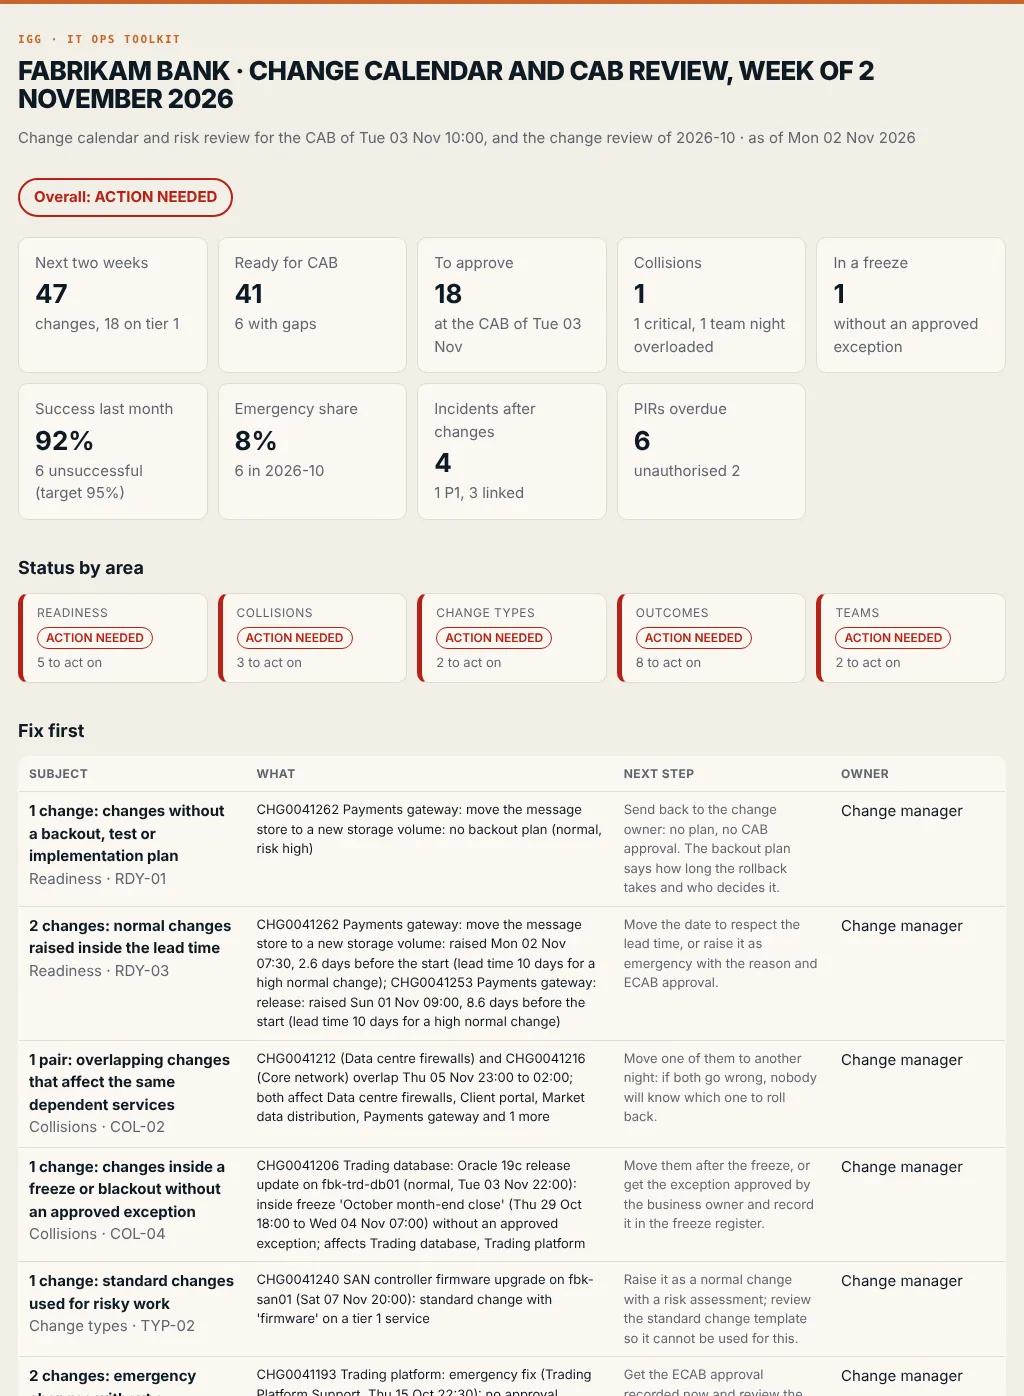 IGG · IT OPS TOOLKIT
FABRIKAM BANK · CHANGE CALENDAR AND CAB REVIEW, WEEK OF 2
NOVEMBER 2026
Change calendar and risk review for the CAB of Tue 03 Nov 10:00, and the change review of 2026-10 · as of Mon 02 Nov 2026
Overall: ACTION NEEDED
Next two weeks
47
changes, 18 on tier 1
Ready for CAB
41
6 with gaps
To approve
18
at the CAB of Tue 03
Nov
Collisions
1
1 critical, 1 team night
overloaded
In a freeze
1
without an approved
exception
Success last month
92%
6 unsuccessful
(target 95%)
Emergency share
8%
6 in 2026-10
Incidents after
changes
4
1 P1, 3 linked
PIRs overdue
6
unauthorised 2
Status by area
READINESS
ACTION NEEDED
5 to act on
COLLISIONS
ACTION NEEDED
3 to act on
CHANGE TYPES
ACTION NEEDED
2 to act on
OUTCOMES
ACTION NEEDED
8 to act on
TEAMS
ACTION NEEDED
2 to act on
Fix first
SUBJECT
WHAT
NEXT STEP
OWNER
1 change: changes without
a backout, test or
implementation plan
Readiness · RDY-01
CHG0041262 Payments gateway: move the message
store to a new storage volume: no backout plan (normal,
risk high)
Send back to the change
owner: no plan, no CAB
approval. The backout plan
says how long the rollback
takes and who decides it.
Change manager
2 changes: normal changes
raised inside the lead time
Readiness · RDY-03
CHG0041262 Payments gateway: move the message
store to a new storage volume: raised Mon 02 Nov
07:30, 2.6 days before the start (lead time 10 days for a
high normal change); CHG0041253 Payments gateway:
release: raised Sun 01 Nov 09:00, 8.6 days before the
start (lead time 10 days for a high normal change)
Move the date to respect the
lead time, or raise it as
emergency with the reason and
ECAB approval.
Change manager
1 pair: overlapping changes
that affect the same
dependent services
Collisions · COL-02
CHG0041212 (Data centre firewalls) and CHG0041216
(Core network) overlap Thu 05 Nov 23:00 to 02:00;
both affect Data centre firewalls, Client portal, Market
data distribution, Payments gateway and 1 more
Move one of them to another
night: if both go wrong, nobody
will know which one to roll
back.
Change manager
1 change: changes inside a
freeze or blackout without
an approved exception
Collisions · COL-04
CHG0041206 Trading database: Oracle 19c release
update on fbk-trd-db01 (normal, Tue 03 Nov 22:00):
inside freeze 'October month-end close' (Thu 29 Oct
18:00 to Wed 04 Nov 07:00) without an approved
exception; affects Trading database, Trading platform
Move them after the freeze, or
get the exception approved by
the business owner and record
it in the freeze register.
Change manager
1 change: standard changes
used for risky work
Change types · TYP-02
CHG0041240 SAN controller firmware upgrade on fbk-
san01 (Sat 07 Nov 20:00): standard change with
'firmware' on a tier 1 service
Raise it as a normal change
with a risk assessment; review
the standard change template
so it cannot be used for this.
Change manager
2 changes: emergency
CHG0041193 Trading platform: emergency fix (Trading
Platform Support, Thu 15 Oct 22:30): no approval
Get the ECAB approval
recorded now and review the
Change manager